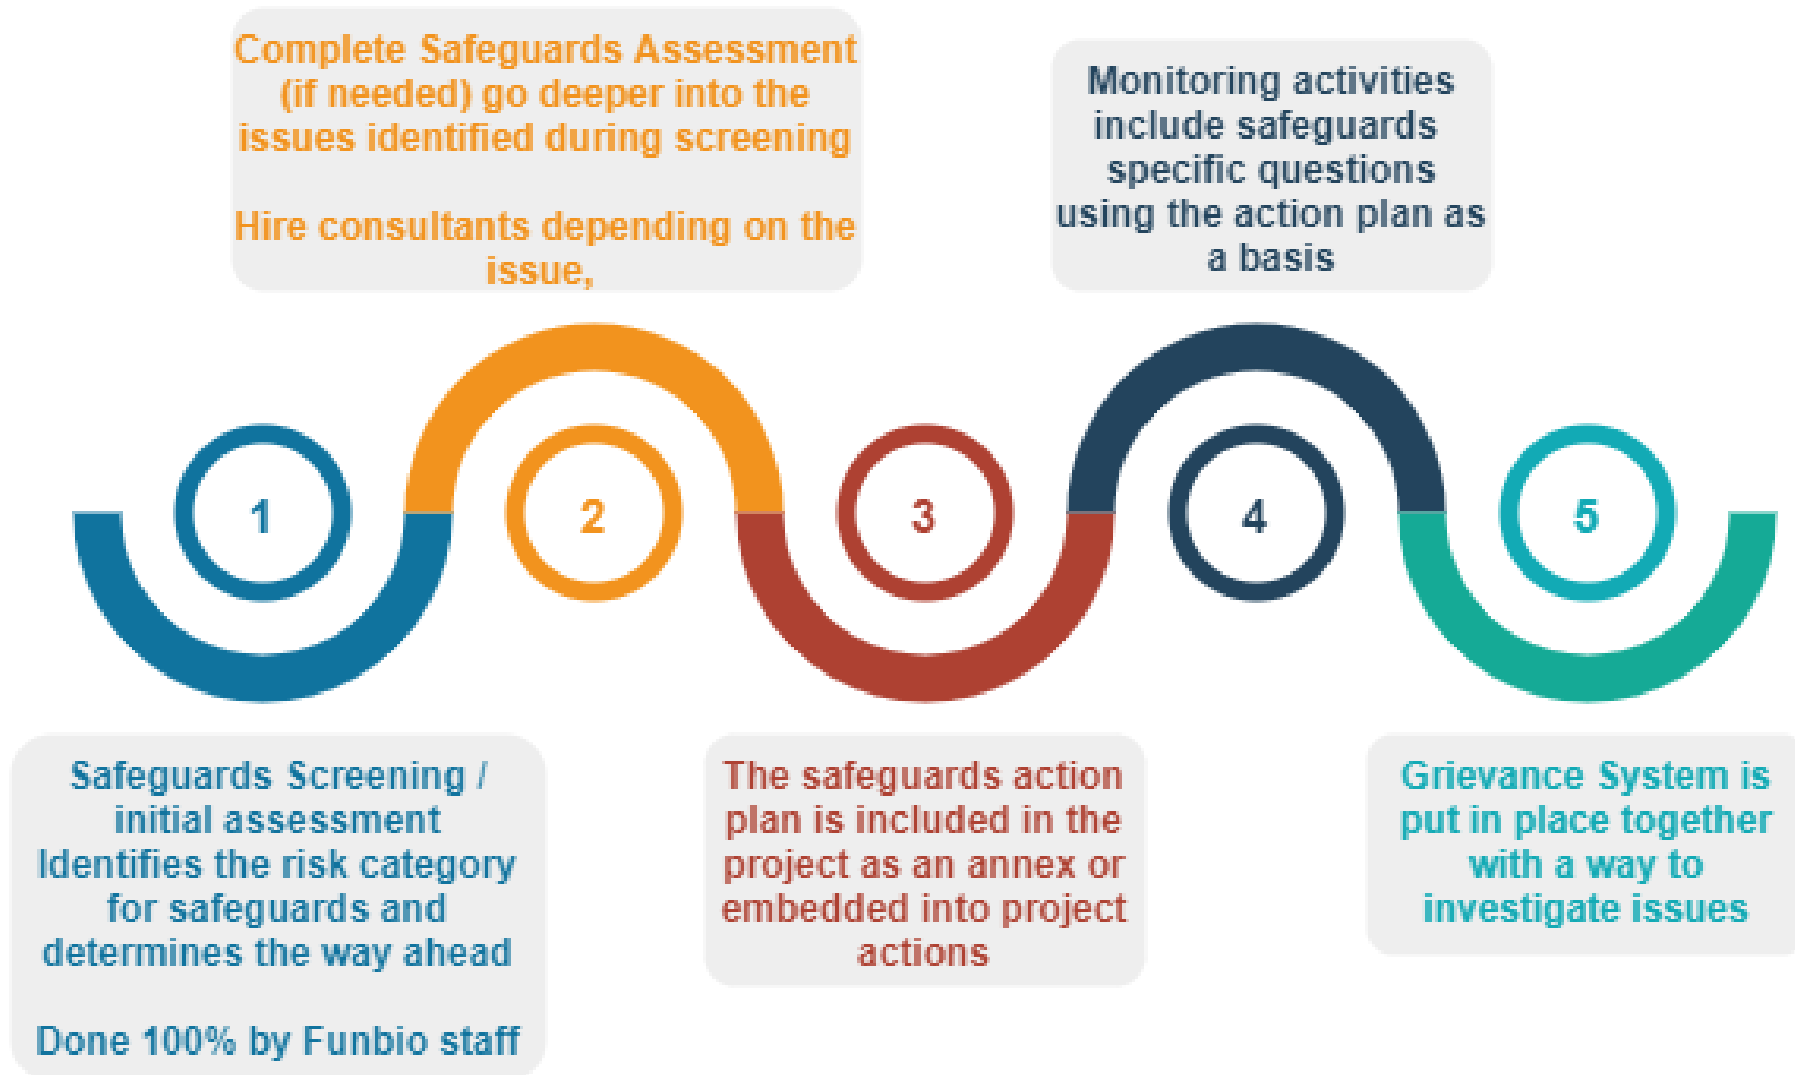 Complete Safeguards Assessment
(if needed) go deeper into the
issues identified during screening
Hire consultants depending on the
issue,
Monitoring activities
include safeguards
specific questions
using the action plan as
a basis
1
2
3
4
5
Safeguards Screening /
initial assessment
Identifies the risk category
for safeguards and
determines the way ahead
Done 100% by Funbio staff
The safeguards action
plan is included in the
project as an annex or
embedded into project
actions
Grievance System is
put in place together
with a way to
investigate issues